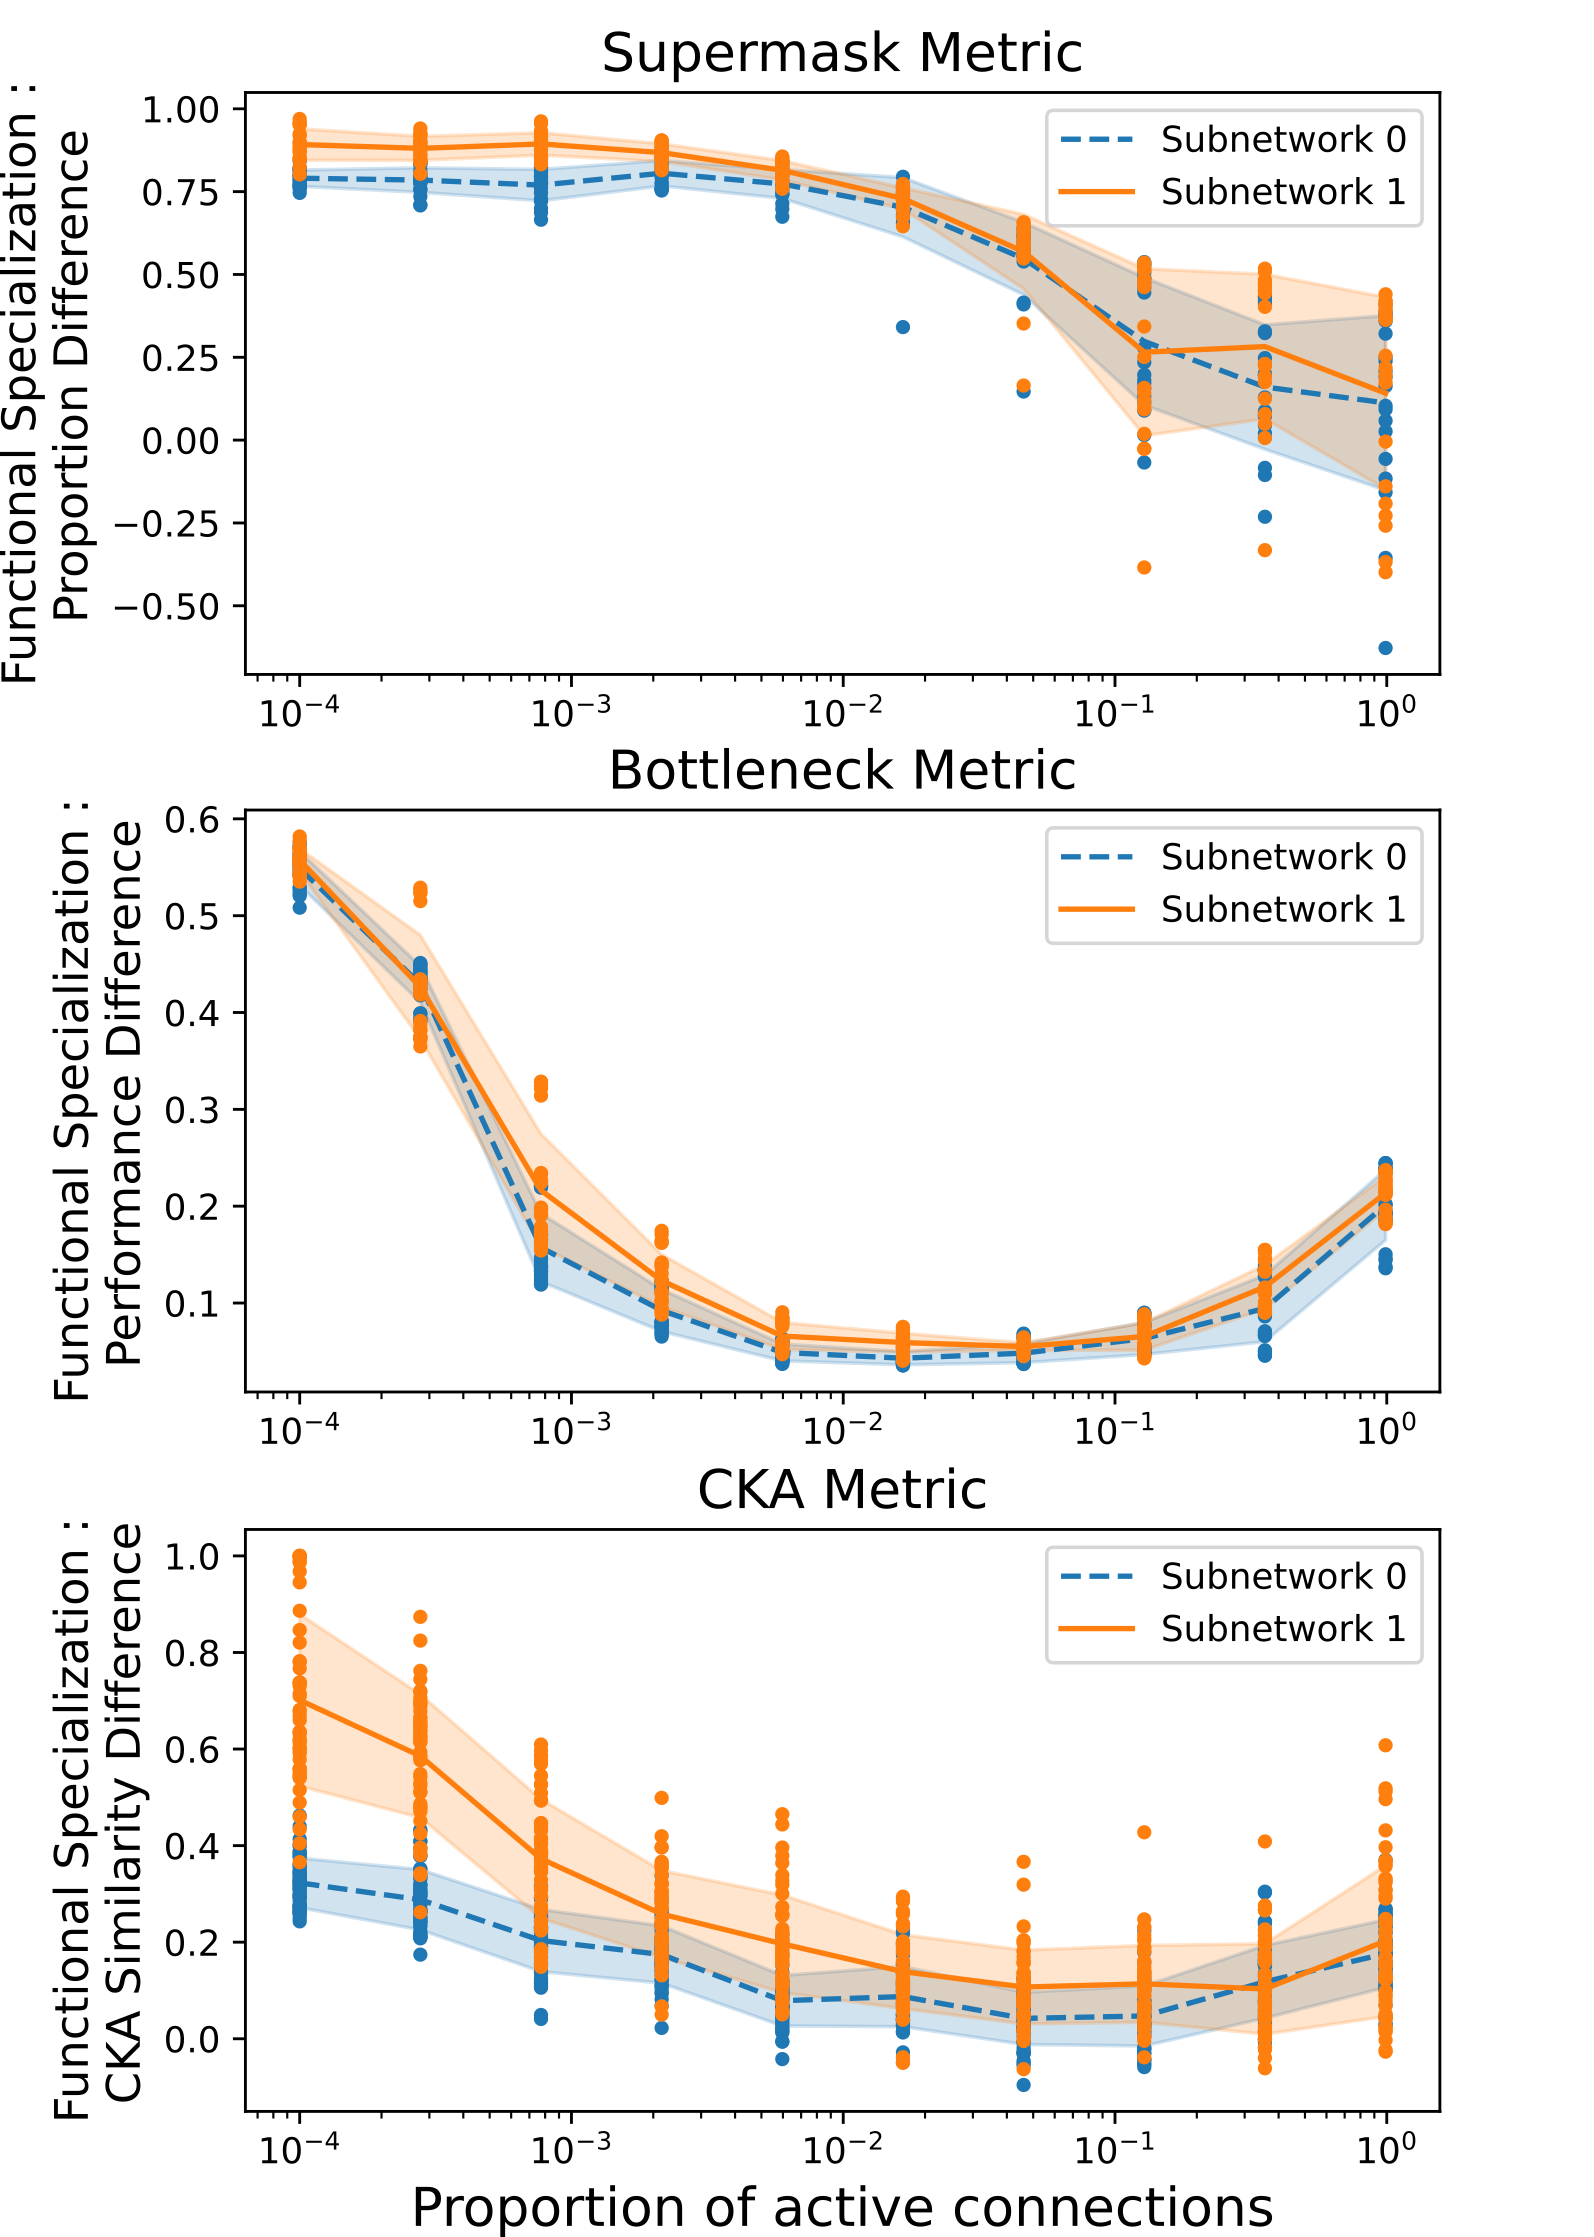 Supermask Metric
Functional Specialization :
Proportion Difference
1.00
0.75
0.50
0.25
0.00
−0.25
−0.50
Subnetwork 0
Subnetwork 1
10⁻⁴ 10⁻³ 10⁻² 10⁻¹ 10⁰
Bottleneck Metric
Functional Specialization :
Performance Difference
0.6
0.5
0.4
0.3
0.2
0.1
Subnetwork 0
Subnetwork 1
10⁻⁴ 10⁻³ 10⁻² 10⁻¹ 10⁰
CKA Metric
Functional Specialization :
CKA Similarity Difference
1.0
0.8
0.6
0.4
0.2
0.0
Subnetwork 0
Subnetwork 1
10⁻⁴ 10⁻³ 10⁻² 10⁻¹ 10⁰
Proportion of active connections